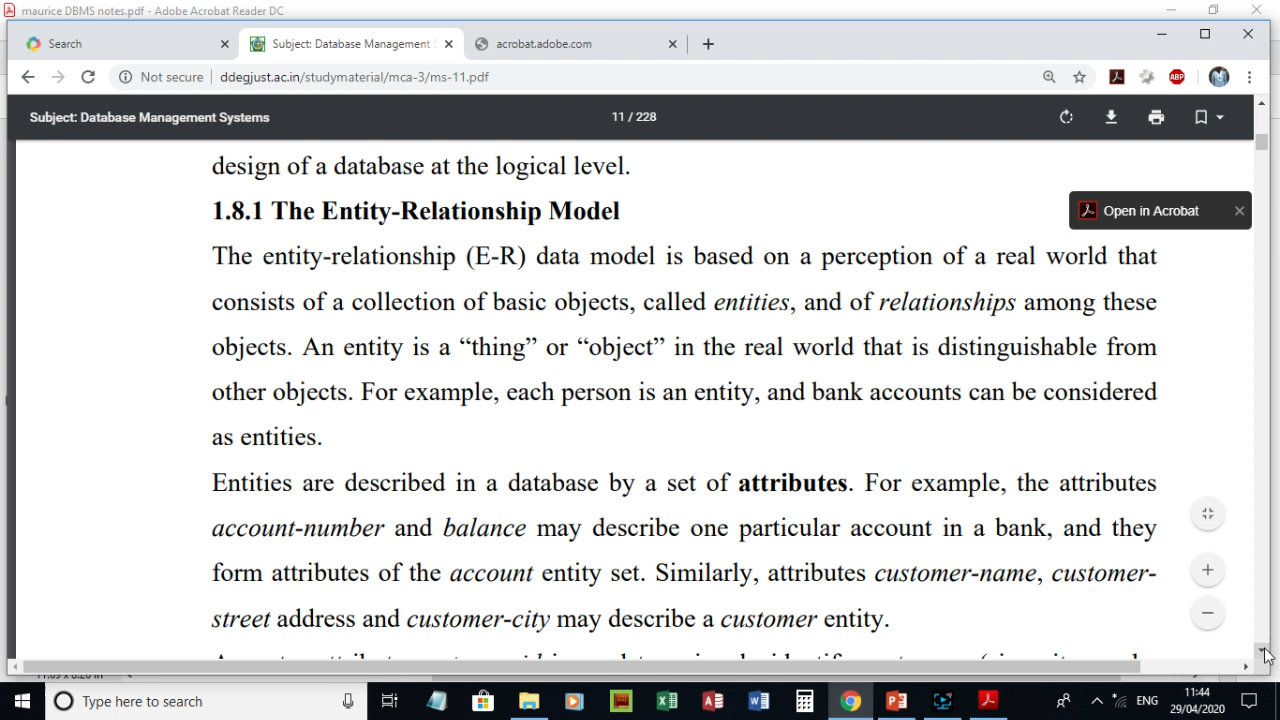 maurice DBMS notes.pdf - Adobe Acrobat Reader DC
Search
Subject: Database Management
acrobat.adobe.com
Not secure
ddegjust.ac.in/studymaterial/mca-3/ms-11.pdf
ABP
Subject: Database Management Systems
11 / 228
design of a database at the logical level.
1.8.1 The Entity-Relationship Model
Open in Acrobat
The entity-relationship (E-R) data model is based on a perception of a real world that
consists of a collection of basic objects, called entities, and of relationships among these
objects. An entity is a “thing” or “object” in the real world that is distinguishable from
other objects. For example, each person is an entity, and bank accounts can be considered
as entities.
Entities are described in a database by a set of attributes. For example, the attributes
account-number and balance may describe one particular account in a bank, and they
form attributes of the account entity set. Similarly, attributes customer-name, customer-
street address and customer-city may describe a customer entity.
Type here to search
ENG
11:44
29/04/2020